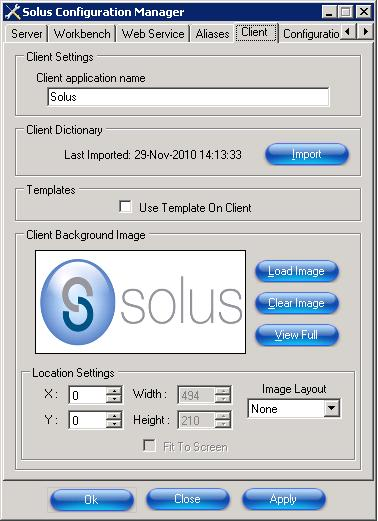 Solus Configuration Manager
Server Workbench Web Service Aliases Client Configuratio
Client Settings
Client application name
Solus
Client Dictionary
Last Imported: 29-Nov-2010 14:13:33 Import
Templates
Use Template On Client
Client Background Image
solus
Load Image
Clear Image
View Full
Location Settings
X : 0 Width : 494 Image Layout
Y : 0 Height : 210 None
Fit To Screen
Ok Close Apply